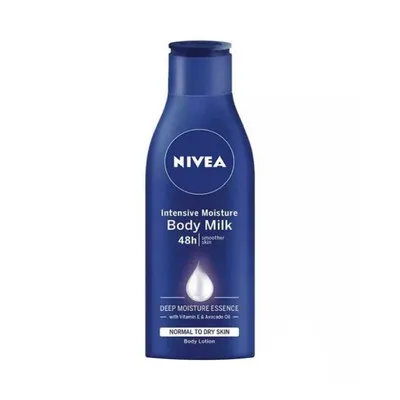 NIVEA
Intensive Moisture
Body Milk
48h smoother
skin
DEEP MOISTURE ESSENCE
with Vitamin E & Avocado Oil
NORMAL TO DRY SKIN
Body Lotion